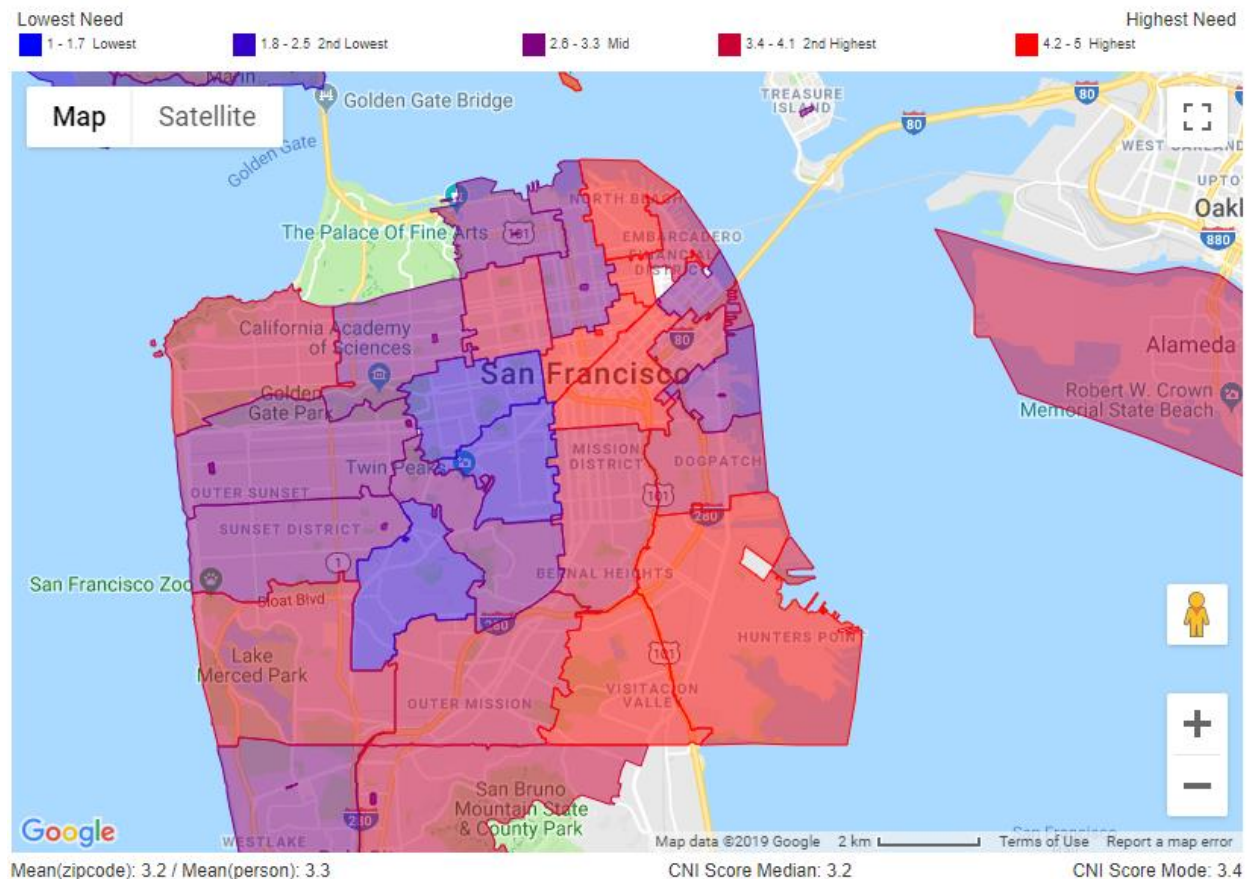 Lowest Need
Highest Need
1 - 1.7 Lowest
1.8 - 2.5 2nd Lowest
2.6 - 3.3 Mid
3.4 - 4.1 2nd Highest
4.2 - 5 Highest
Marin
Map
Satellite
Golden Gate Bridge
Golden Gate
TREASURE
ISLAND
80
80
WEST OAKLAND
UPTO
Oakl
880
The Palace Of Fine Arts
101
NORTH BEACH
EMBARCADERO
FINANCIAL
DISTRICT
California Academy
of Sciences
80
San Francisco
Golden
Gate Park
Alameda
Robert W. Crown
Memorial State Beach
Twin Peaks
MISSION
DISTRICT
DOGPATCH
OUTER SUNSET
101
280
SUNSET DISTRICT
1
San Francisco Zoo
Sloat Blvd
BERNAL HEIGHTS
280
HUNTERS POIN
Lake
Merced Park
101
VISITACION
VALLEY
OUTER MISSION
San Bruno
Mountain State
& County Park
280
WESTLAKE
Google
Map data ©2019 Google
2 km
Terms of Use
Report a map error
Mean(zipcode): 3.2 / Mean(person): 3.3
CNI Score Median: 3.2
CNI Score Mode: 3.4